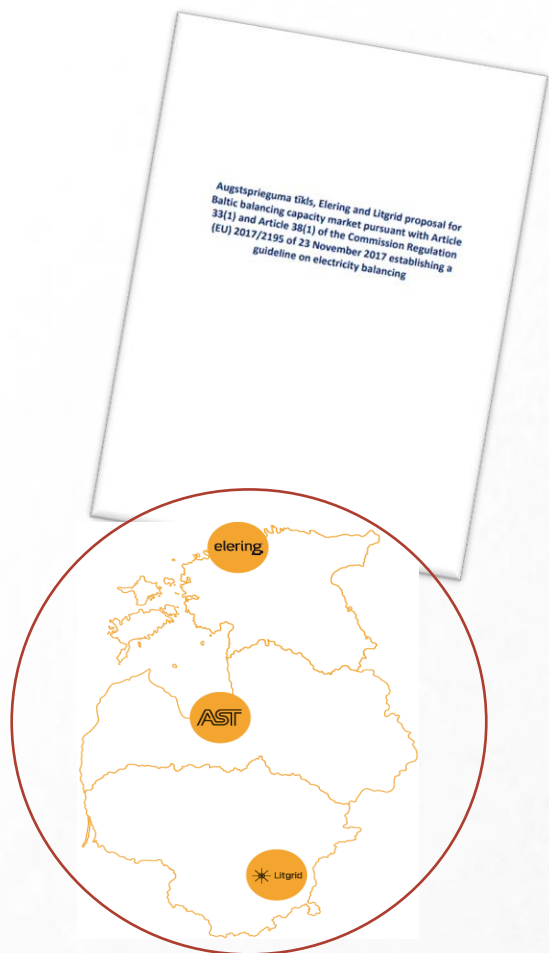 Augstsprieguma tīkls, Elering and Litgrid proposal for
Baltic balancing capacity market pursuant with Article
33(1) and Article 38(1) of the Commission Regulation
(EU) 2017/2195 of 23 November 2017 establishing a
guideline on electricity balancing
elering
AST
Litgrid